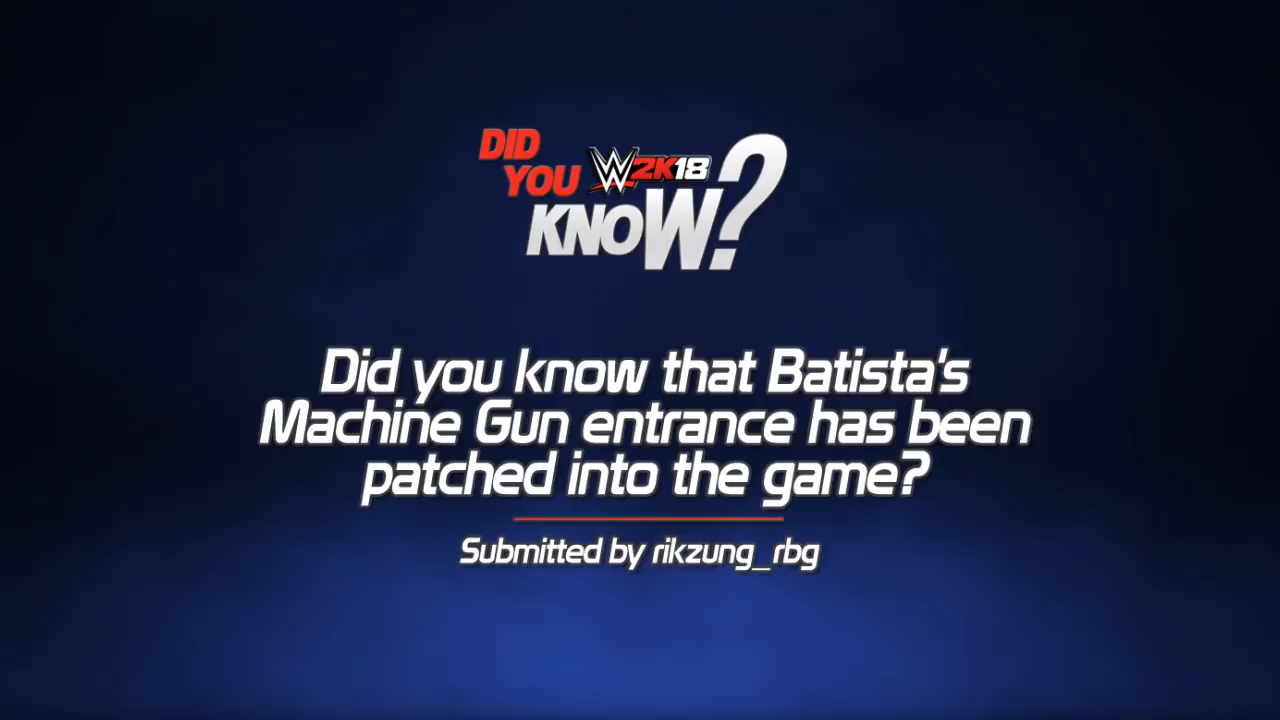 DID
YOU
W 2K18
KNOW?
Did you know that Batista's
Machine Gun entrance has been
patched into the game?
Submitted by rikzung_rbg